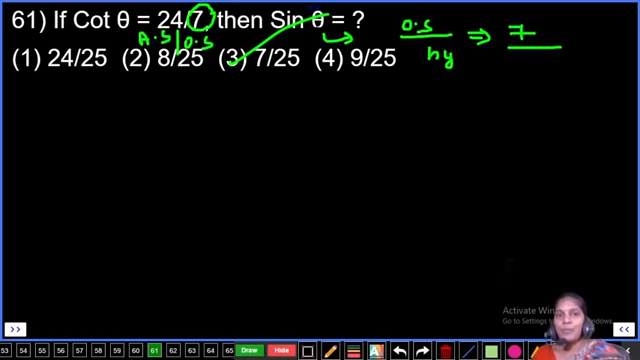 61) If Cot θ = 24/7, then Sin θ = ?
A.S | O.S
(1) 24/25 (2) 8/25 (3) 7/25 (4) 9/25
O.S / hy ⇒ 7
Activate Win
Go to Settings to Windows.
>> <<
53 54 55 56 57 58 59 60 61 62 63 64 65 Draw Hide